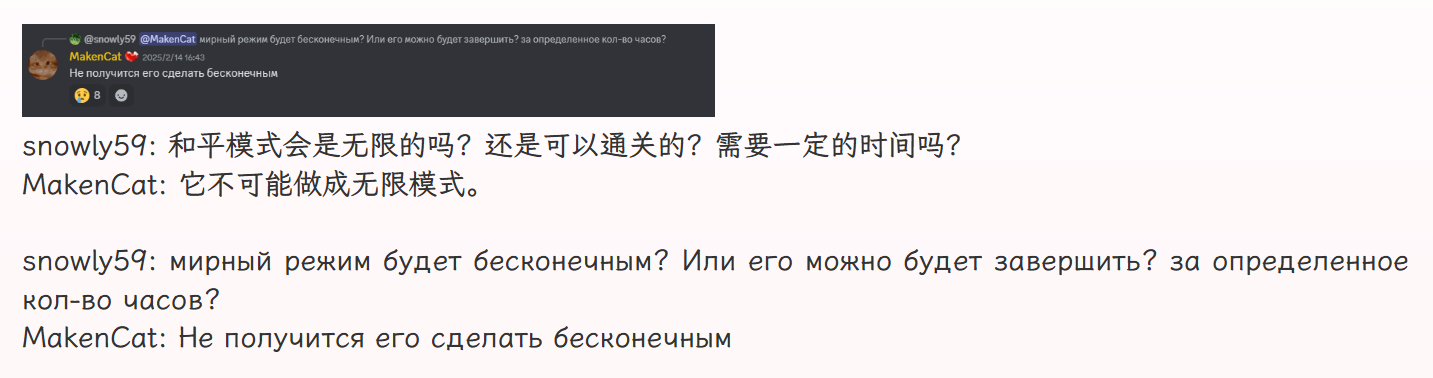 @snowly59 @MakenCat мирный режим будет бесконечным? Или его можно будет завершить? за определенное кол-во часов?
MakenCat 2025/2/14 16:43
Не получится его сделать бесконечным
8
snowly59: 和平模式会是无限的吗？还是可以通关的？需要一定的时间吗？
MakenCat: 它不可能做成无限模式。
snowly59: мирный режим будет бесконечным? Или его можно будет завершить? за определенное
кол-во часов?
MakenCat: Не получится его сделать бесконечным